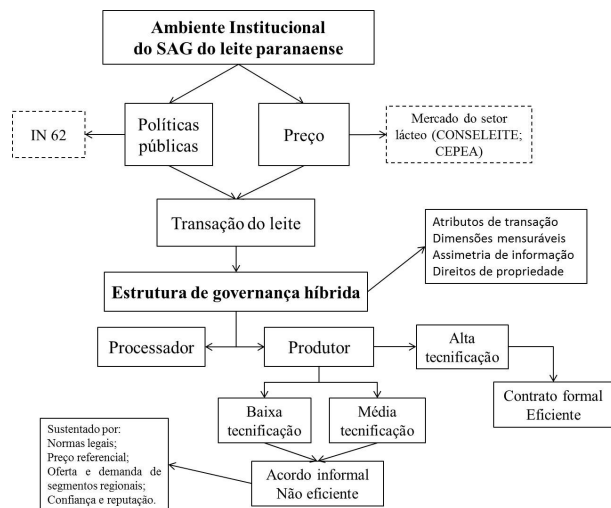 Ambiente Institucional
do SAG do leite paranaense
IN 62
Políticas
públicas
Preço
Mercado do setor
lácteo (CONSELEITE;
CEPEA)
Transação do leite
Atributos de transação
Dimensões mensuráveis
Assimetria de informação
Direitos de propriedade
Estrutura de governança híbrida
Processador
Produtor
Alta
tecnificação
Contrato formal
Eficiente
Baixa
tecnificação
Média
tecnificação
Sustentado por:
Normas legais;
Preço referencial;
Oferta e demanda de
segmentos regionais;
Confiança e reputação.
Acordo informal
Não eficiente